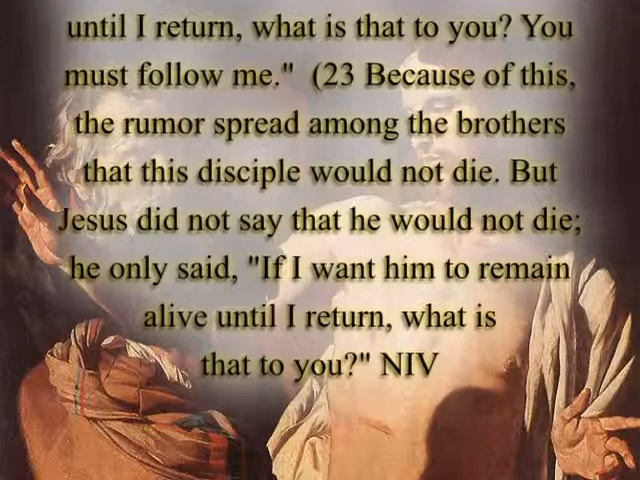 until I return, what is that to you? You
must follow me." (23 Because of this,
the rumor spread among the brothers
that this disciple would not die. But
Jesus did not say that he would not die;
he only said, "If I want him to remain
alive until I return, what is
that to you?" NIV